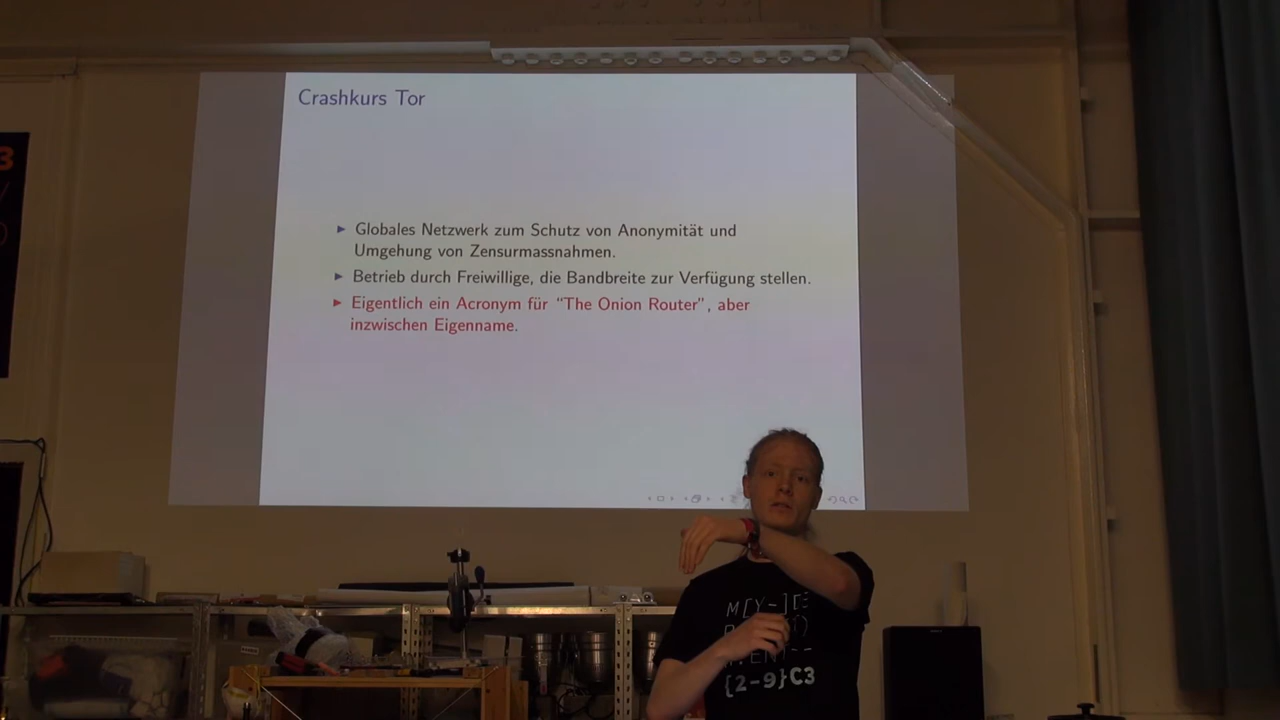 Crashkurs Tor
Globales Netzwerk zum Schutz von Anonymität und
Umgehung von Zensurmassnahmen.
Betrieb durch Freiwillige, die Bandbreite zur Verfügung stellen.
Eigentlich ein Acronym für “The Onion Router”, aber
inzwischen Eigenname.
3
{2-9}C3